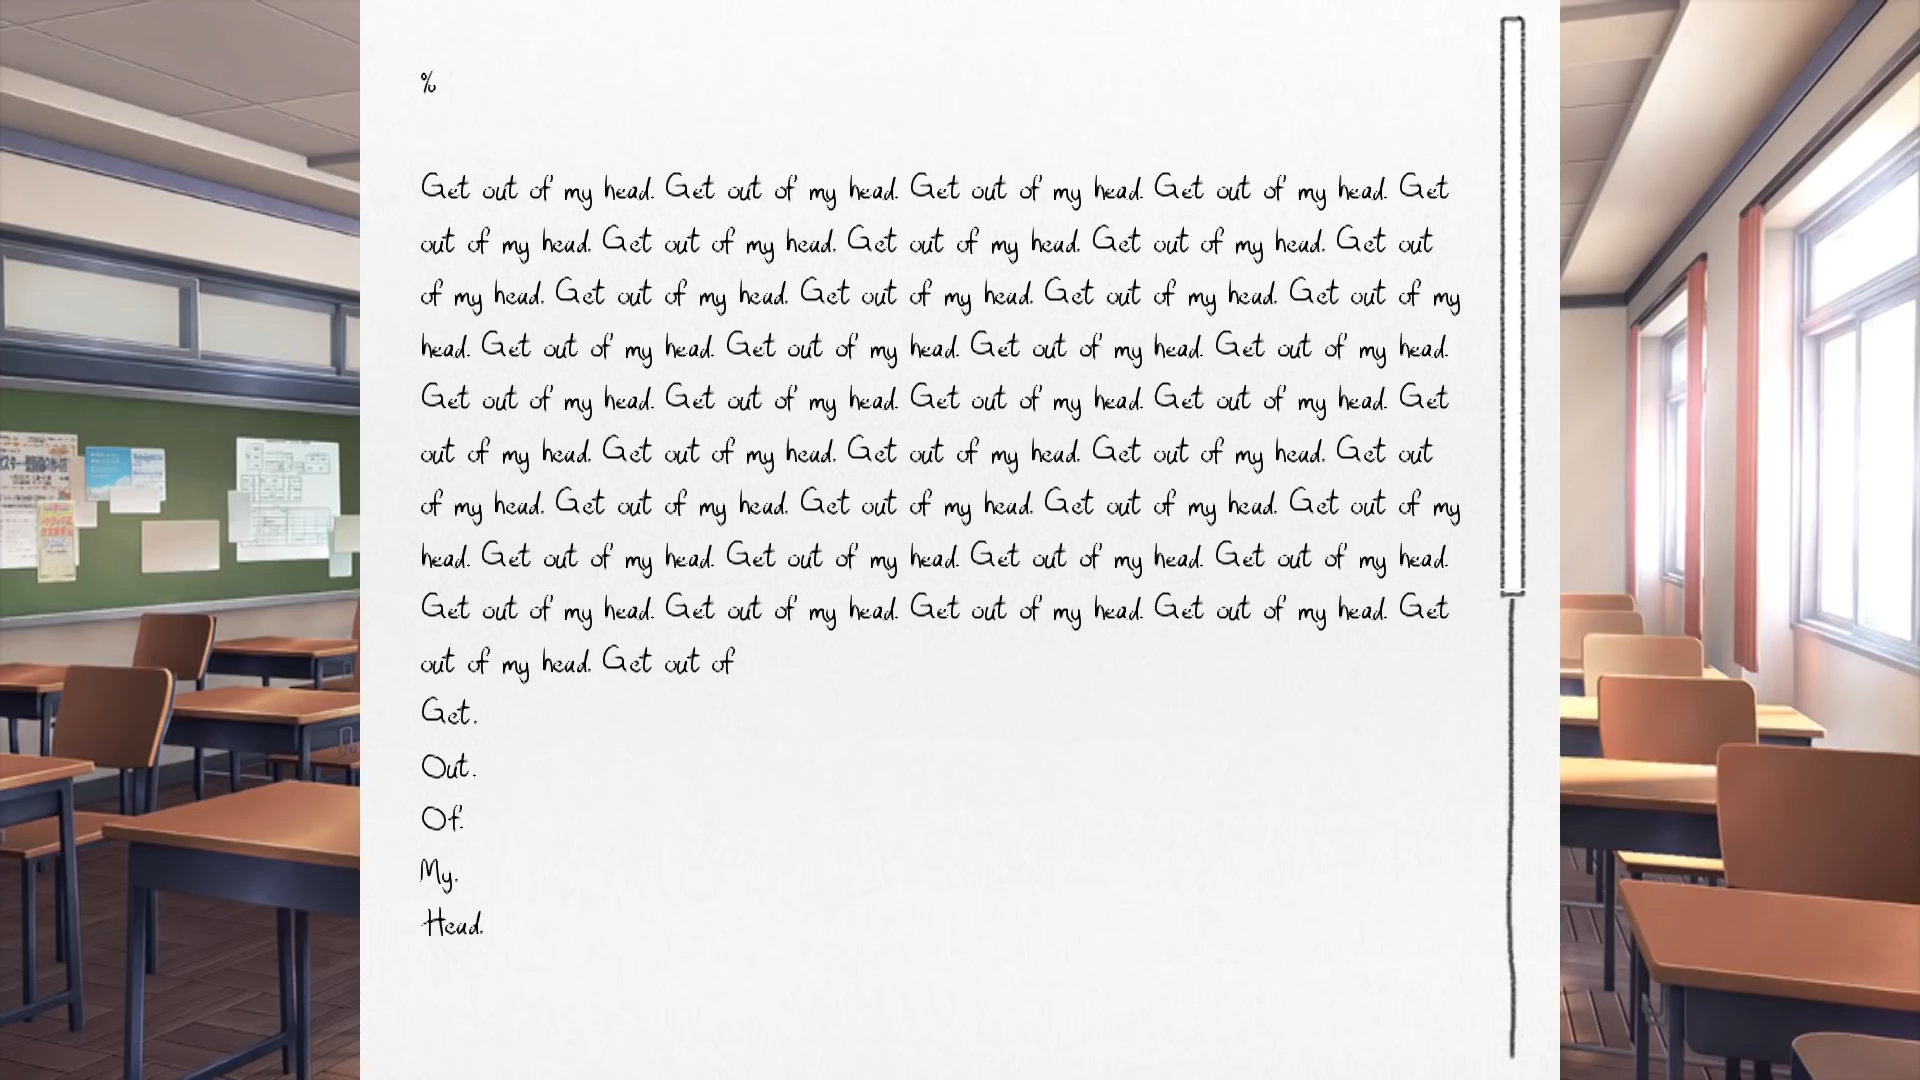 %
Get out of my head. Get out of my head. Get out of my head. Get out of my head. Get
out of my head. Get out of my head. Get out of my head. Get out of my head. Get out
of my head. Get out of my head. Get out of my head. Get out of my head. Get out of my
head. Get out of my head. Get out of my head. Get out of my head. Get out of my head.
Get out of my head. Get out of my head. Get out of my head. Get out of my head. Get
out of my head. Get out of my head. Get out of my head. Get out of my head. Get out
of my head. Get out of my head. Get out of my head. Get out of my head. Get out of my
head. Get out of my head. Get out of my head. Get out of my head. Get out of my head.
Get out of my head. Get out of my head. Get out of my head. Get out of my head. Get
out of my head. Get out of
Get.
Out.
Of.
My.
Head.